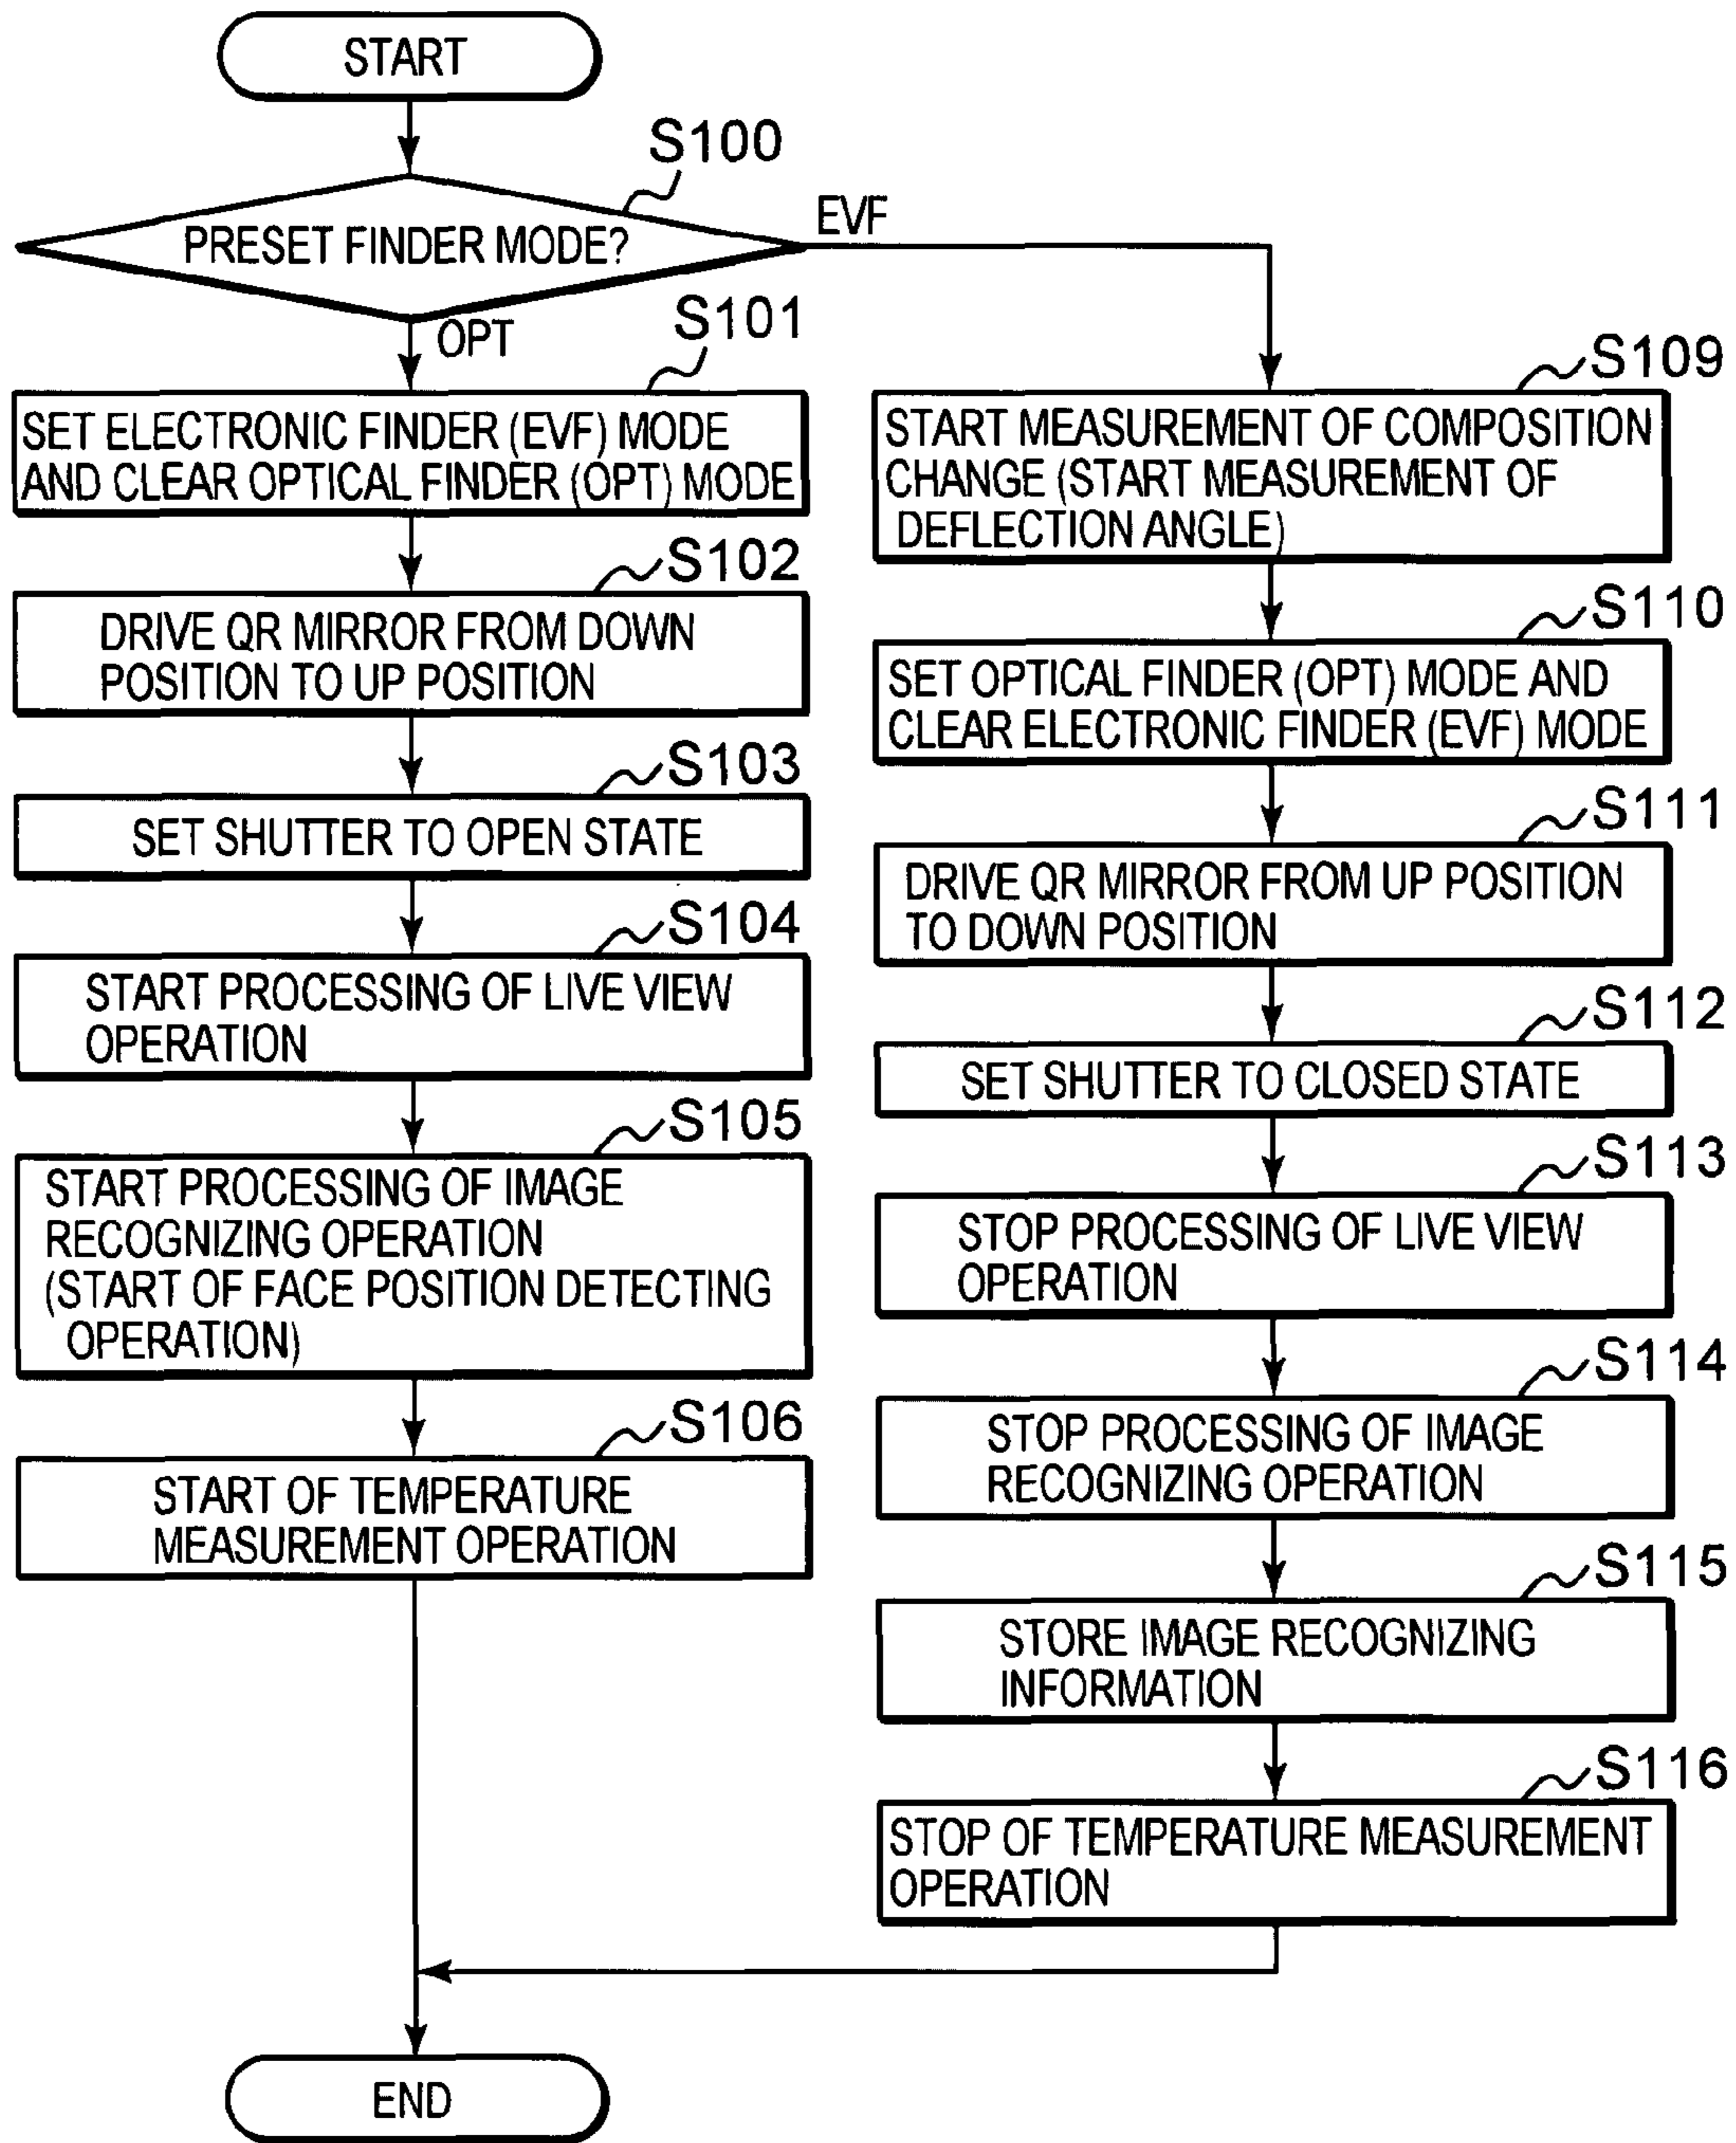 START
S100
PRESET FINDER MODE?
EVF
OPT
S101
SET ELECTRONIC FINDER (EVF) MODE
AND CLEAR OPTICAL FINDER (OPT) MODE
S102
DRIVE QR MIRROR FROM DOWN
POSITION TO UP POSITION
S103
SET SHUTTER TO OPEN STATE
S104
START PROCESSING OF LIVE VIEW
OPERATION
S105
START PROCESSING OF IMAGE
RECOGNIZING OPERATION
(START OF FACE POSITION DETECTING
OPERATION)
S106
START OF TEMPERATURE
MEASUREMENT OPERATION
S109
START MEASUREMENT OF COMPOSITION
CHANGE (START MEASUREMENT OF
DEFLECTION ANGLE)
S110
SET OPTICAL FINDER (OPT) MODE AND
CLEAR ELECTRONIC FINDER (EVF) MODE
S111
DRIVE QR MIRROR FROM UP POSITION
TO DOWN POSITION
S112
SET SHUTTER TO CLOSED STATE
S113
STOP PROCESSING OF LIVE VIEW
OPERATION
S114
STOP PROCESSING OF IMAGE
RECOGNIZING OPERATION
S115
STORE IMAGE RECOGNIZING
INFORMATION
S116
STOP OF TEMPERATURE MEASUREMENT
OPERATION
END